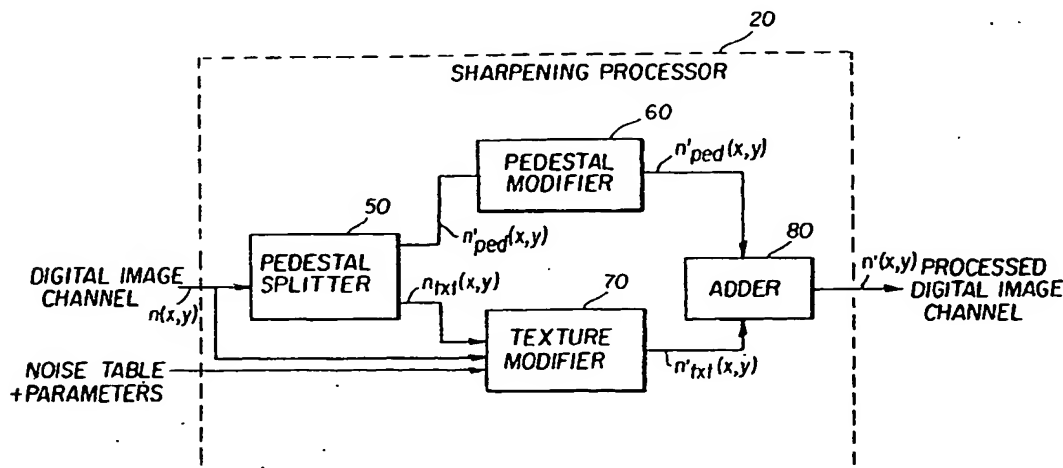 20
SHARPENING PROCESSOR
60
PEDESTAL
MODIFIER
n'ped(x,y)
50
PEDESTAL
SPLITTER
n'ped(x,y)
80
ADDER
n'(x,y)
PROCESSED
DIGITAL IMAGE
CHANNEL
DIGITAL IMAGE
CHANNEL
n(x,y)
ntxt(x,y)
70
TEXTURE
MODIFIER
n'txt(x,y)
NOISE TABLE
+PARAMETERS